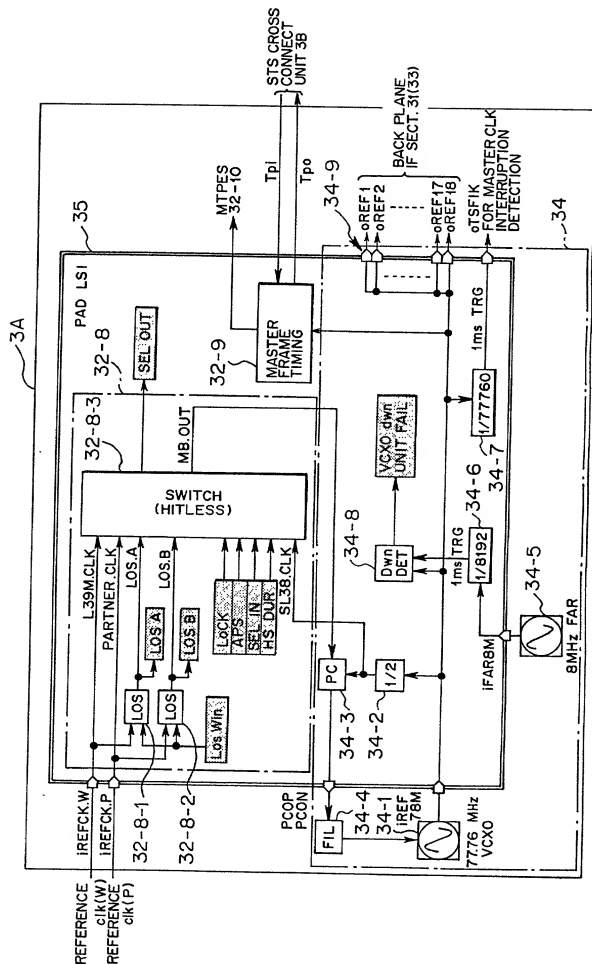 3A
35
PAD LSI
32-8
32-8-3
SEL OUT
MTPES
32-10
STS CROSS
CONNECT
UNIT 3B
Tpi
Tpo
REFERENCE
clk(W)
REFERENCE
clk(P)
iREFCK.W
iREFCK.P
L39M.CLK
PARTNER.CLK
LOS.A
LOS.B
LOS
LOS
LOS A
LOS B
Los.Win
32-8-1
32-8-2
SWITCH
(HITLESS)
LoCK
APS
SEL IN
HS DUR.
SL38.CLK
MB.OUT
32-9
MASTER
FRAME
TIMING
34-9
BACK PLANE
IF SECT. 31(33)
oREF1
oREF2
oREF17
oREF18
oTSFIK
FOR MASTER CLK
INTERRUPTION
DETECTION
34
PCOP
PCON
FIL
34-4
PC
34-3
1/2
34-2
34-1
iREF
78M
77.76 MHz
VCXO
VCXO dwn
UNIT FAIL
34-8
Dwn
DET
1ms TRG
34-6
1/8192
1ms TRG
1/77760
34-7
iFAR8M
34-5
8MHz FAR